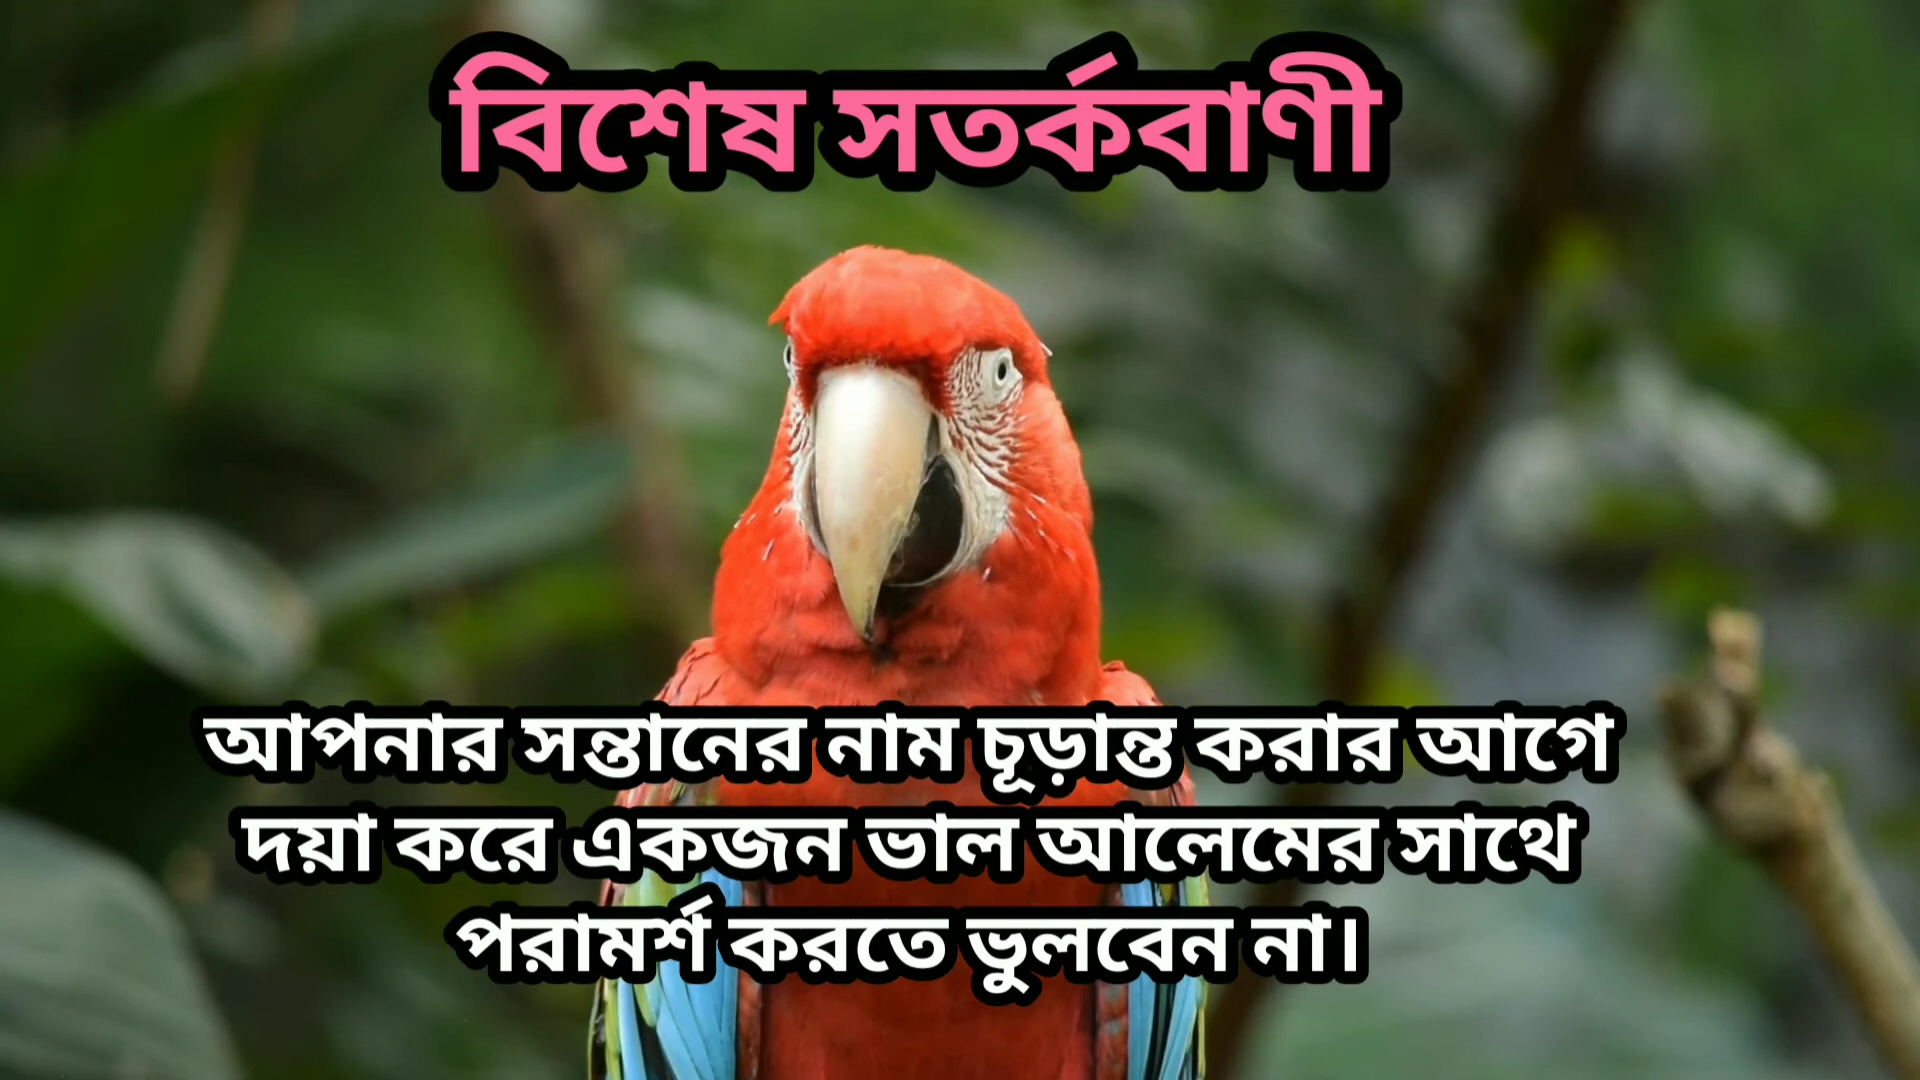 বিশেষ সতর্কবাণী
আপনার সন্তানের নাম চূড়ান্ত করার আগে
দয়া করে একজন ভাল আলেমের সাথে
পরামর্শ করতে ভুলবেন না।